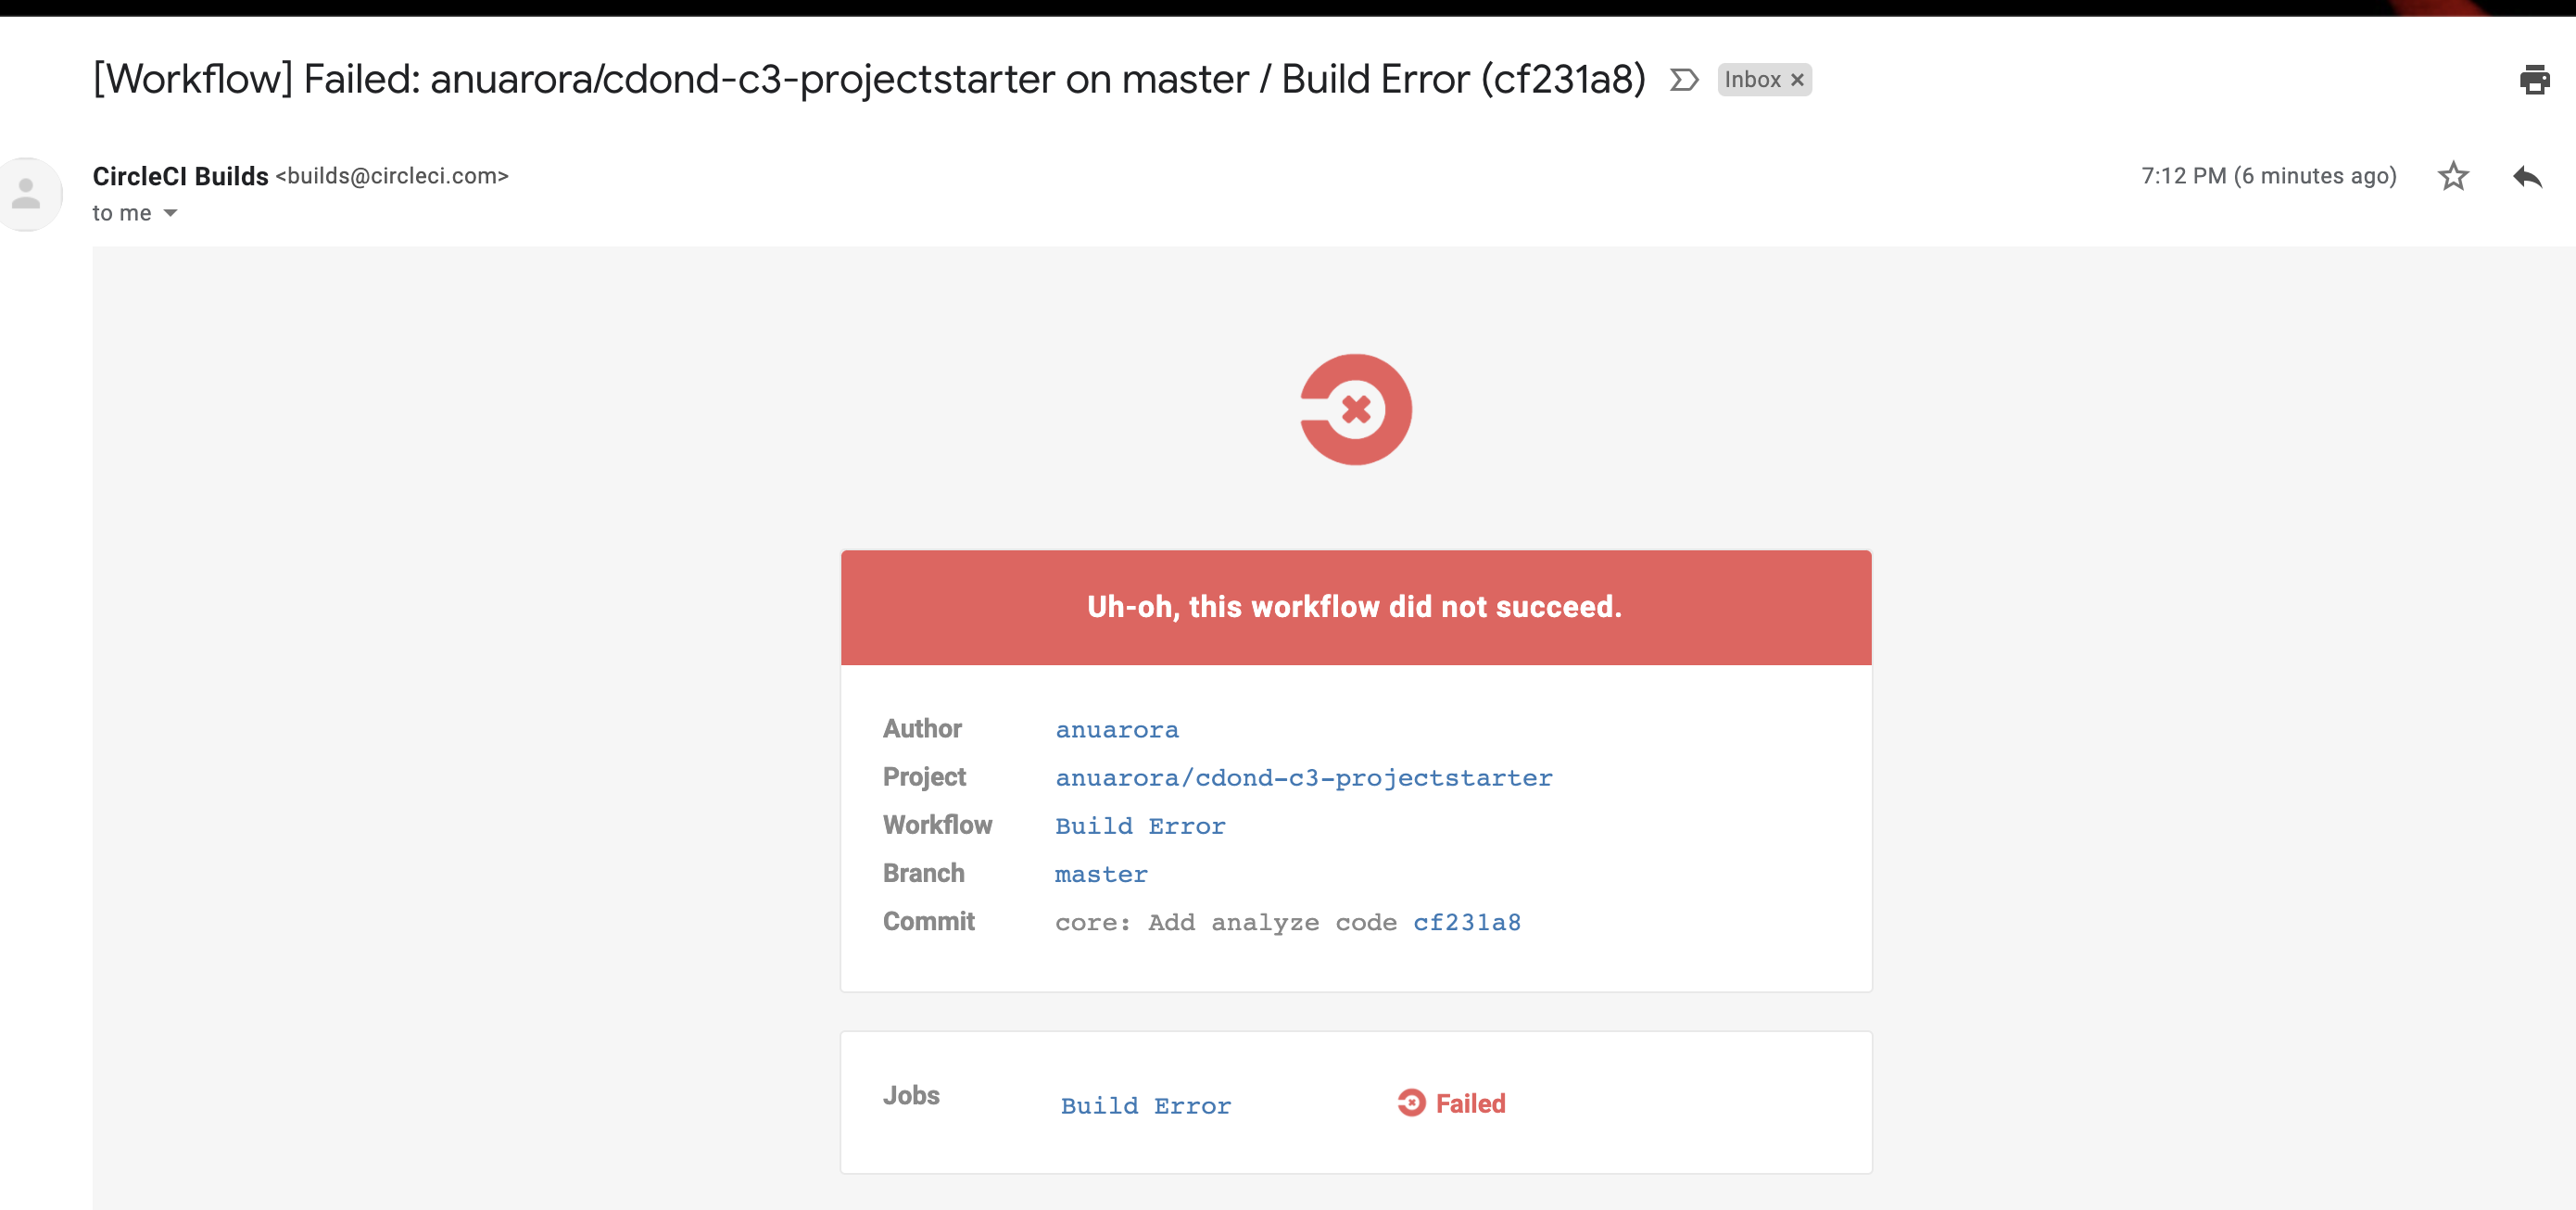 [Workflow] Failed: anuarora/cdond-c3-projectstarter on master / Build Error (cf231a8) Inbox ×
CircleCI Builds <builds@circleci.com> 7:12 PM (6 minutes ago)
to me
Uh-oh, this workflow did not succeed.
Author anuarora
Project anuarora/cdond-c3-projectstarter
Workflow Build Error
Branch master
Commit core: Add analyze code cf231a8
Jobs Build Error Failed